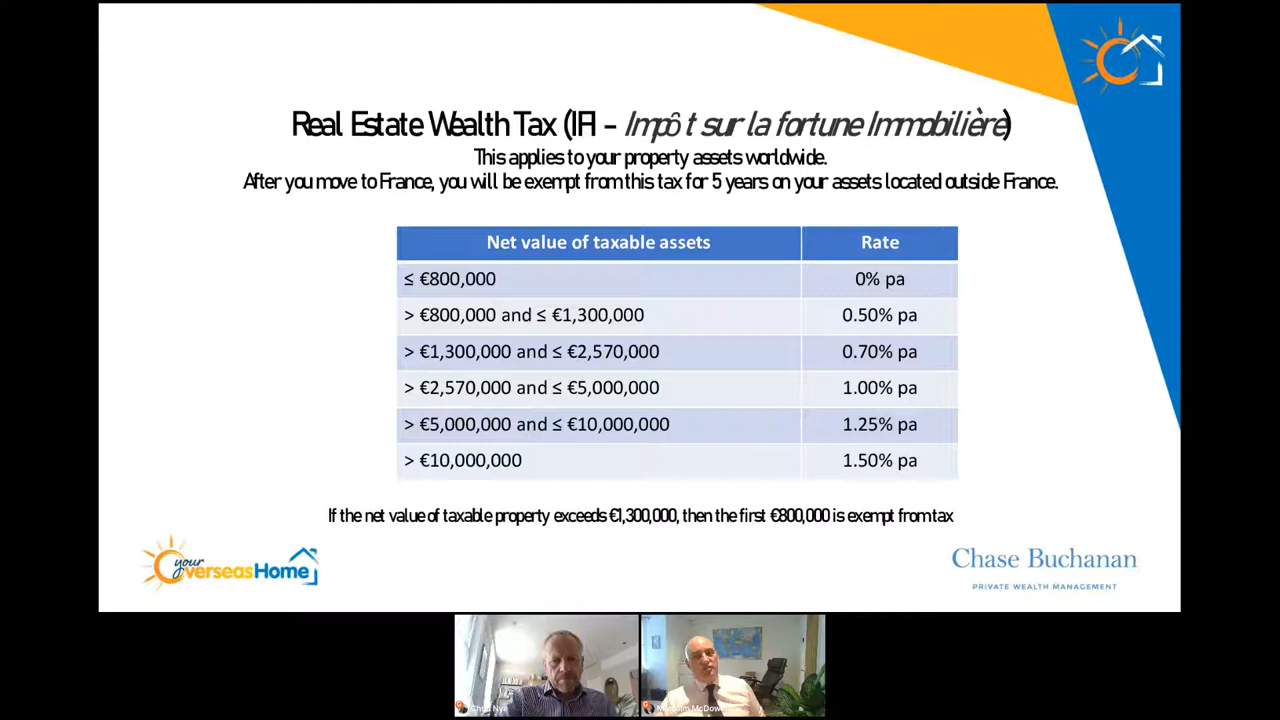 Real Estate Wealth Tax (IFI – Impôt sur la fortune Immobilière)
This applies to your property assets worldwide.
After you move to France, you will be exempt from this tax for 5 years on your assets located outside France.
Net value of taxable assets Rate
≤ €800,000 0% pa
> €800,000 and ≤ €1,300,000 0.50% pa
> €1,300,000 and ≤ €2,570,000 0.70% pa
> €2,570,000 and ≤ €5,000,000 1.00% pa
> €5,000,000 and ≤ €10,000,000 1.25% pa
> €10,000,000 1.50% pa
If the net value of taxable property exceeds €1,300,000, then the first €800,000 is exempt from tax
your
OverseasHome
Chase Buchanan
PRIVATE WEALTH MANAGEMENT
Chris Nye
Malcolm